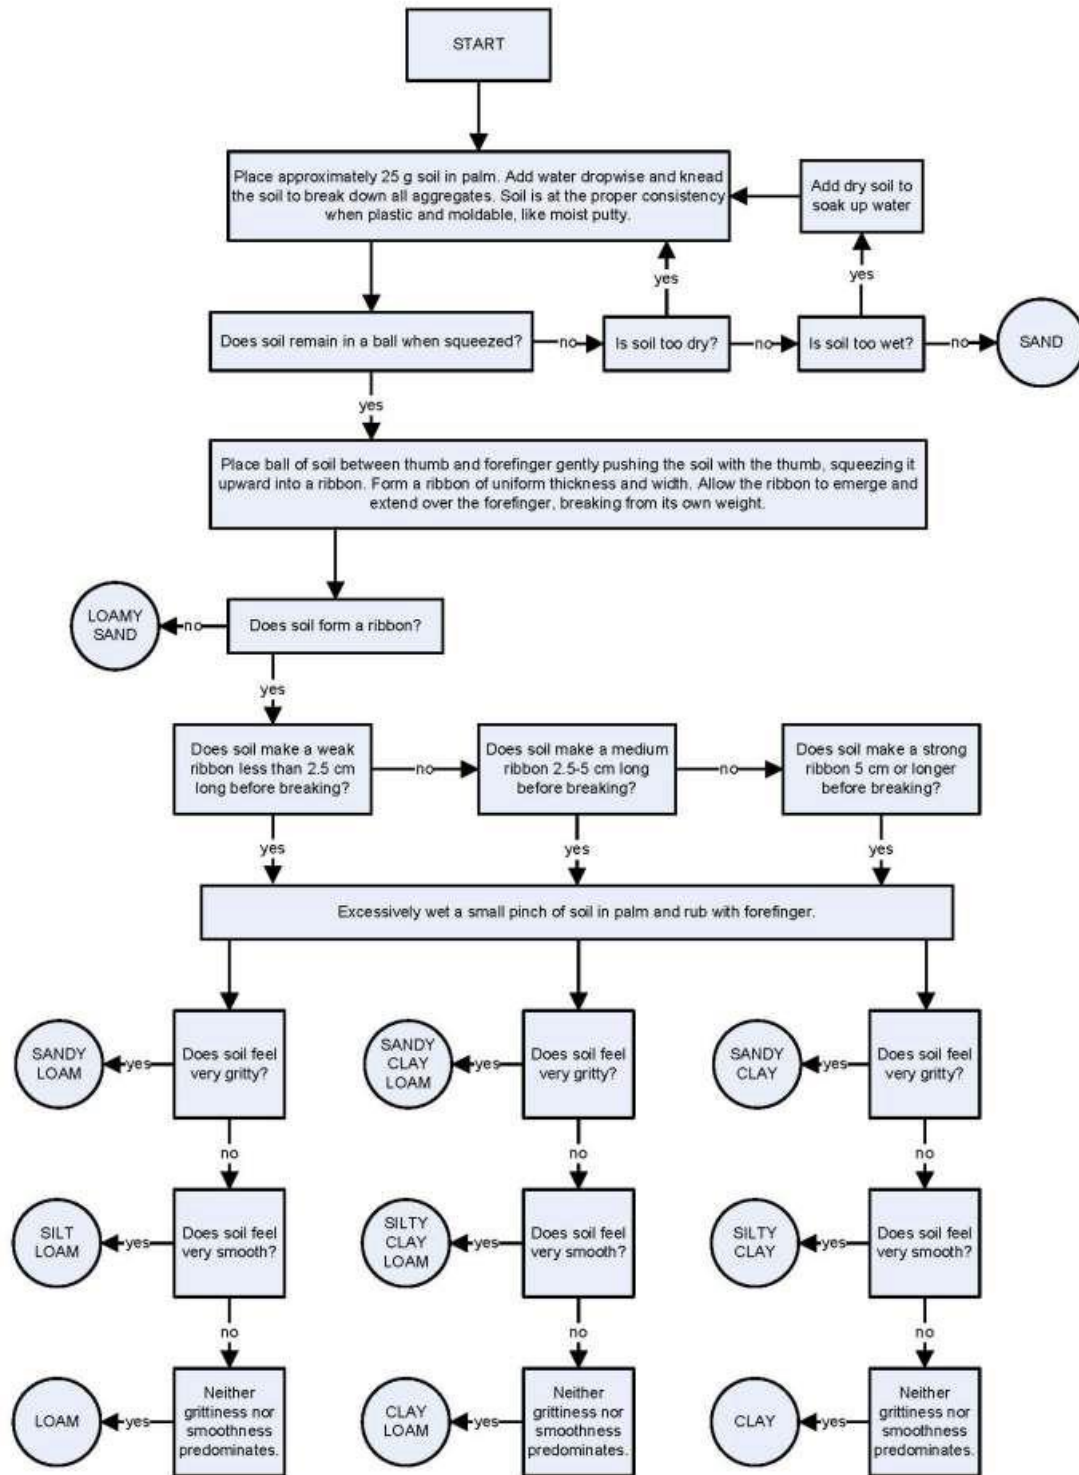 START
Place approximately 25 g soil in palm. Add water dropwise and knead
the soil to break down all aggregates. Soil is at the proper consistency
when plastic and moldable, like moist putty.
Add dry soil to
soak up water
yes
yes
Does soil remain in a ball when squeezed?
no
Is soil too dry?
no
Is soil too wet?
no
SAND
yes
Place ball of soil between thumb and forefinger gently pushing the soil with the thumb, squeezing it
upward into a ribbon. Form a ribbon of uniform thickness and width. Allow the ribbon to emerge and
extend over the forefinger, breaking from its own weight.
LOAMY
SAND
no
Does soil form a ribbon?
yes
Does soil make a weak
ribbon less than 2.5 cm
long before breaking?
no
Does soil make a medium
ribbon 2.5-5 cm long
before breaking?
no
Does soil make a strong
ribbon 5 cm or longer
before breaking?
yes
yes
yes
Excessively wet a small pinch of soil in palm and rub with forefinger.
SANDY
LOAM
yes
Does soil feel
very gritty?
SANDY
CLAY
LOAM
yes
Does soil feel
very gritty?
SANDY
CLAY
yes
Does soil feel
very gritty?
no
no
no
SILT
LOAM
yes
Does soil feel
very smooth?
SILTY
CLAY
LOAM
yes
Does soil feel
very smooth?
SILTY
CLAY
yes
Does soil feel
very smooth?
no
no
no
LOAM
yes
Neither
grittiness nor
smoothness
predominates.
CLAY
LOAM
yes
Neither
grittiness nor
smoothness
predominates.
CLAY
yes
Neither
grittiness nor
smoothness
predominates.